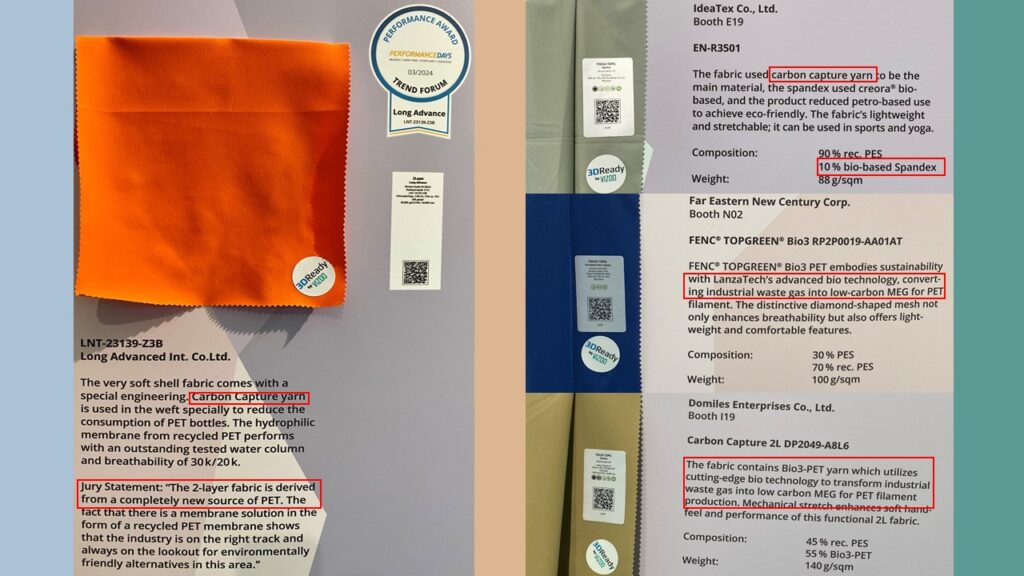 PERFORMANCE AWARD
PERFORMANCEDAYS
03/2024
TREND FORUM
Long Advance
LNT-23139-Z3B
2Layer
Long Advance
3DReady
by VIZOO
LNT-23139-Z3B
Long Advanced Int. Co.Ltd.
The very soft shell fabric comes with a
special engineering. Carbon Capture yarn
is used in the weft specially to reduce the
consumption of PET bottles. The hydrophilic
membrane from recycled PET performs
with an outstanding tested water column
and breathability of 30k/20k.
Jury Statement: “The 2-layer fabric is derived
from a completely new source of PET. The
fact that there is a membrane solution in the
form of a recycled PET membrane shows
that the industry is on the right track and
always on the lookout for environmentally
friendly alternatives in this area.”
FOCUS TOPIC
3DReady
by VIZOO
IdeaTex Co., Ltd.
Booth E19
EN-R3501
The fabric used carbon capture yarn to be the
main material, the spandex used creora® bio-
based, and the product reduced petro-based use
to achieve eco-friendly. The fabric’s lightweight
and stretchable; it can be used in sports and yoga.
Composition: 90 % rec. PES
10 % bio-based Spandex
Weight: 88 g/sqm
FOCUS TOPIC
3DReady
by VIZOO
Far Eastern New Century Corp.
Booth N02
FENC® TOPGREEN® Bio3 RP2P0019-AA01AT
FENC® TOPGREEN® Bio3 PET embodies sustainability
with LanzaTech’s advanced bio technology, convert-
ing industrial waste gas into low-carbon MEG for PET
filament. The distinctive diamond-shaped mesh not
only enhances breathability but also offers light-
weight and comfortable features.
Composition: 30 % PES
70 % rec. PES
Weight: 100 g/sqm
FOCUS TOPIC
3DReady
by VIZOO
Domiles Enterprises Co., Ltd.
Booth I19
Carbon Capture 2L DP2049-A8L6
The fabric contains Bio3-PET yarn which utilizes
cutting-edge bio technology to transform industrial
waste gas into low carbon MEG for PET filament
production. Mechanical stretch enhances soft hand-
feel and performance of this functional 2L fabric.
Composition: 45 % rec. PES
55 % Bio3-PET
Weight: 140 g/sqm